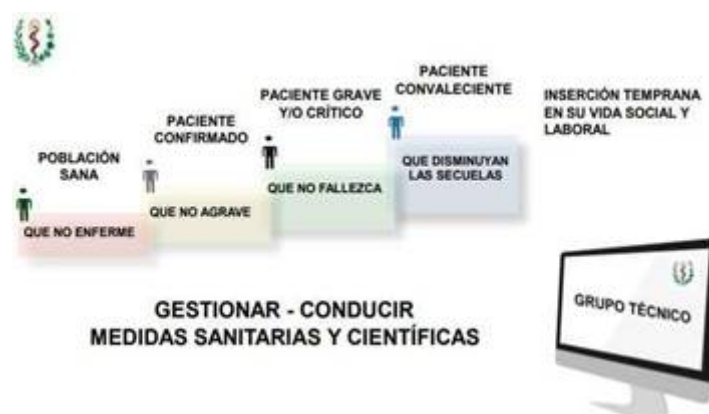 POBLACIÓN
SANA
QUE NO ENFERME
PACIENTE
CONFIRMADO
QUE NO AGRAVE
PACIENTE GRAVE
Y/O CRÍTICO
QUE NO FALLEZCA
PACIENTE
CONVALECIENTE
QUE DISMINUYAN
LAS SECUELAS
INSERCIÓN TEMPRANA
EN SU VIDA SOCIAL Y
LABORAL
GESTIONAR - CONDUCIR
MEDIDAS SANITARIAS Y CIENTÍFICAS
GRUPO TÉCNICO